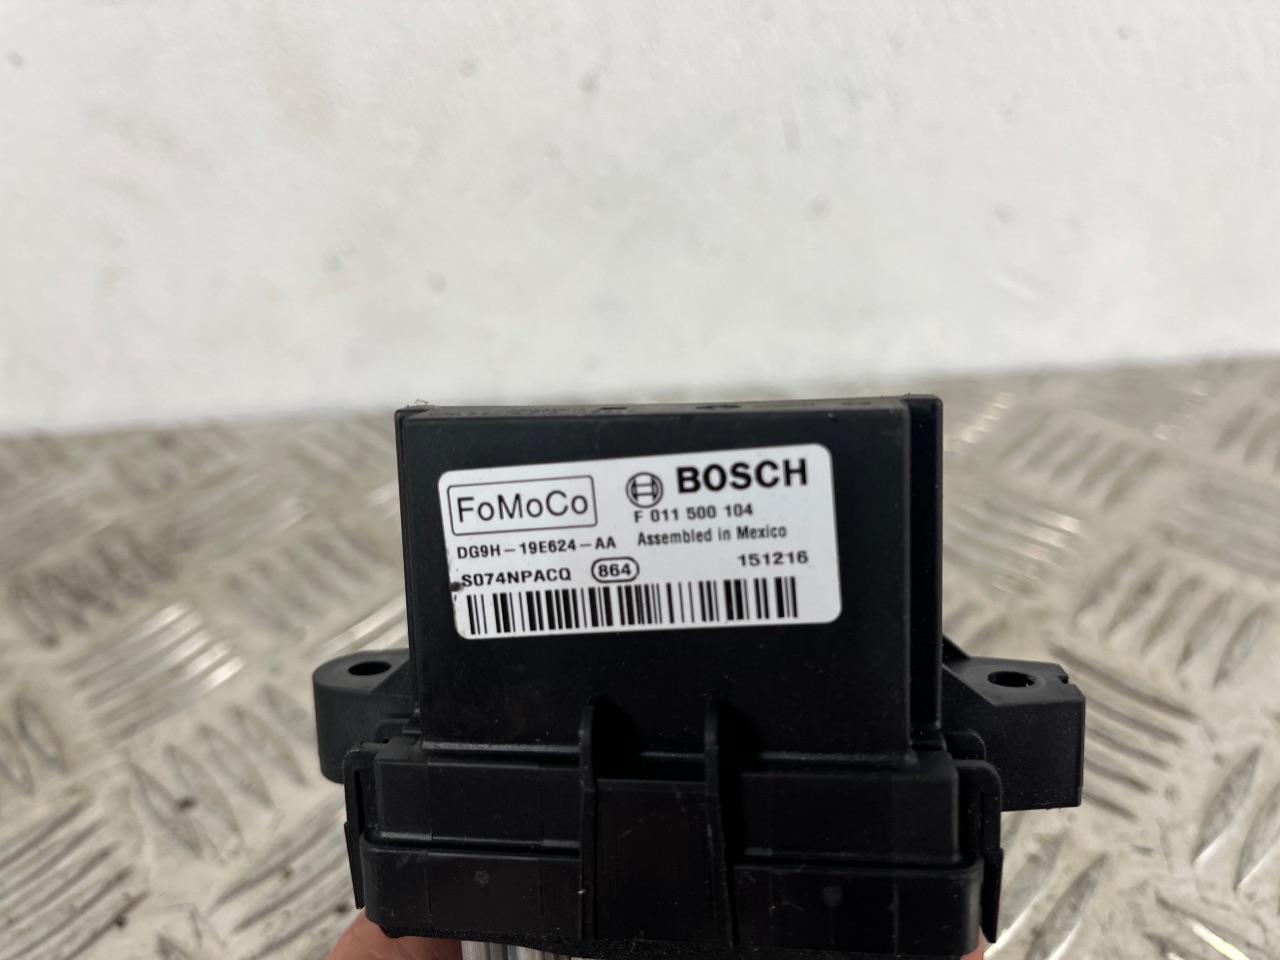 FoMoCo
BOSCH
F 011 500 104
DG9H-19E624-AA
Assembled in Mexico
S074NPACQ
864
151216